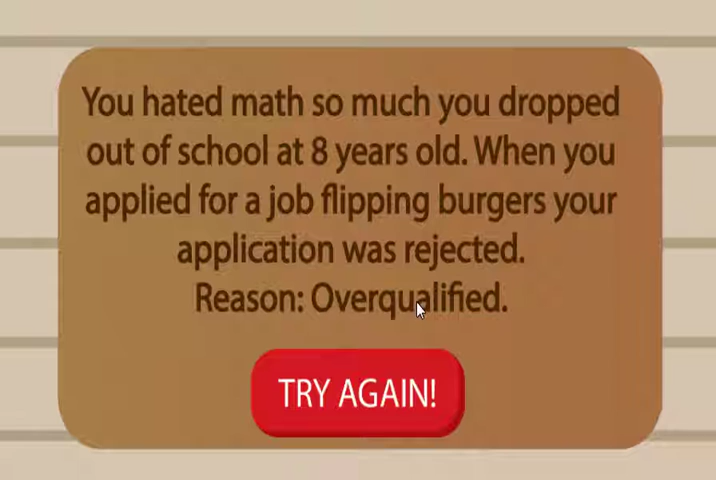 You hated math so much you dropped
out of school at 8 years old. When you
applied for a job flipping burgers your
application was rejected.
Reason: Overqualified.
TRY AGAIN!